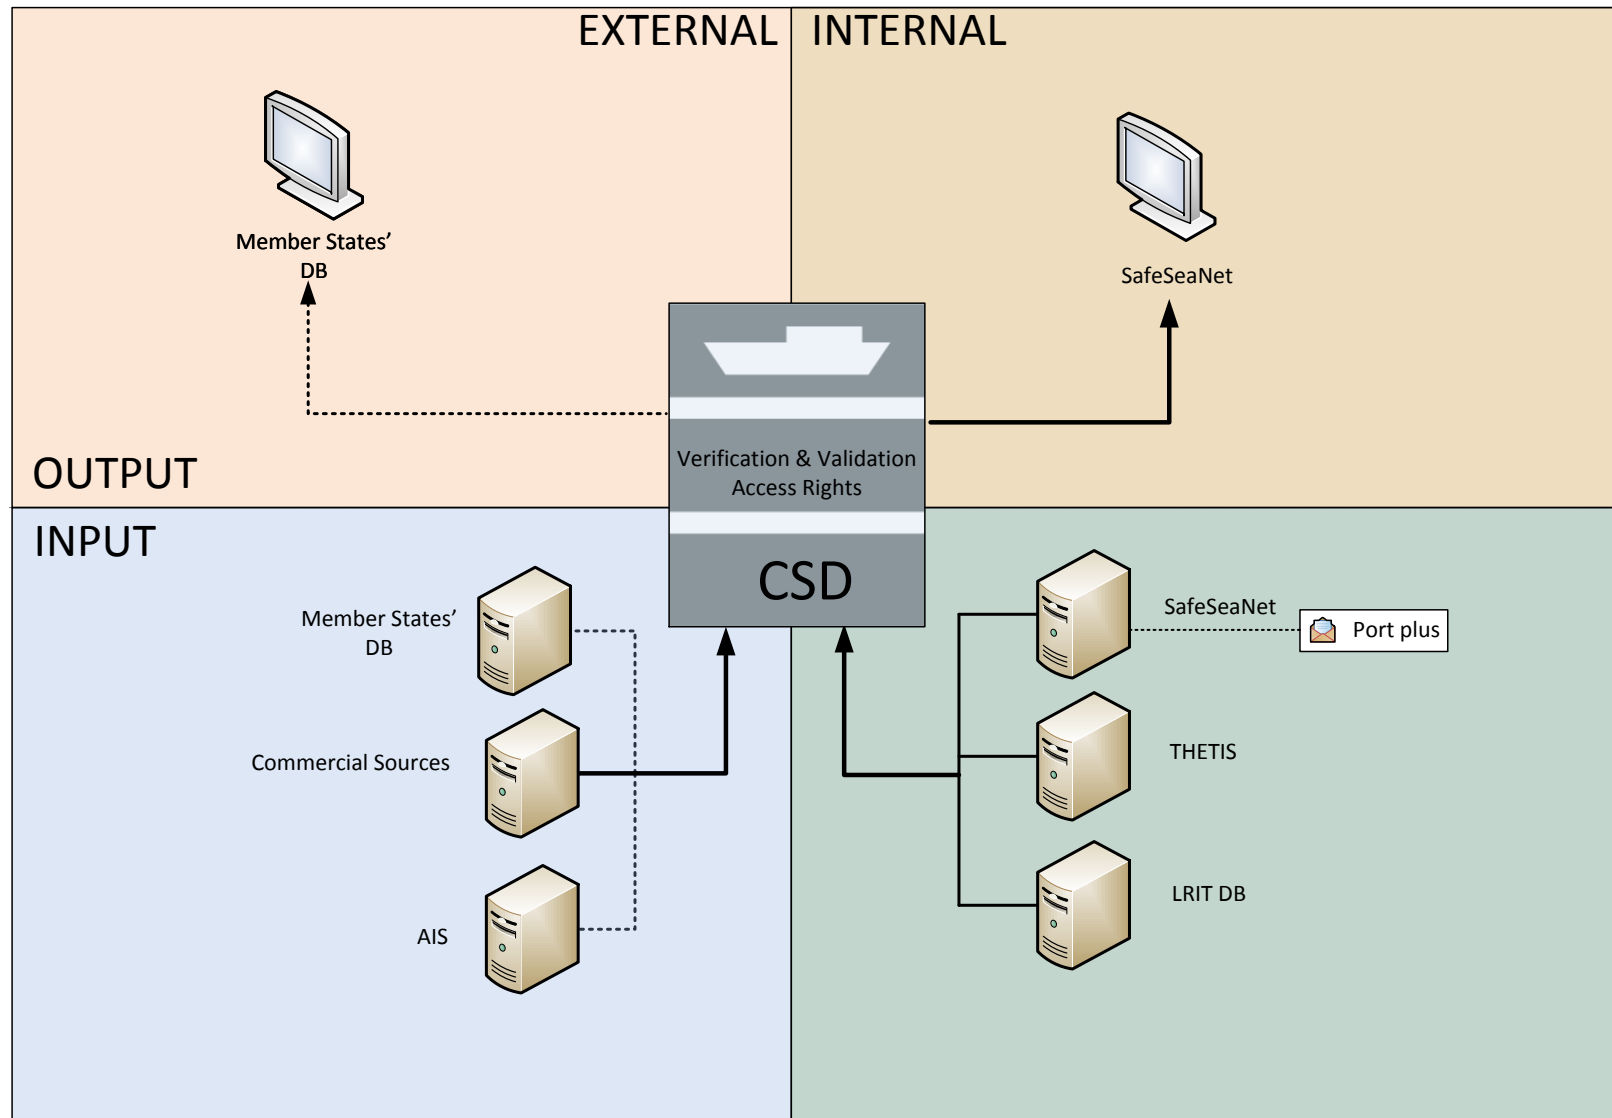 EXTERNAL
INTERNAL
Member States’
DB
SafeSeaNet
OUTPUT
Verification & Validation
Access Rights
CSD
INPUT
Member States’
DB
Commercial Sources
AIS
SafeSeaNet
Port plus
THETIS
LRIT DB